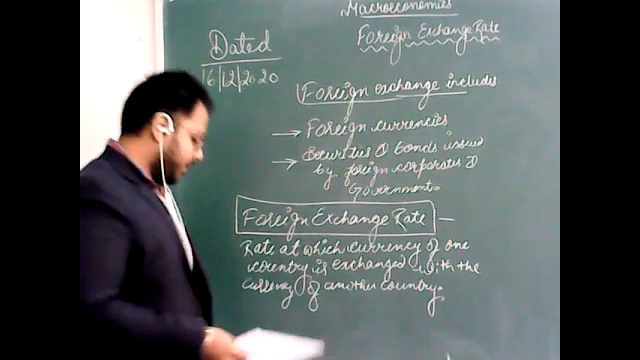 Macroeconomics
Foreign Exchange Rate
Dated
16/12/2020
Foreign exchange includes
→ Foreign currencies
→ Securities & bonds issued
by foreign corporates &
Governments.
Foreign Exchange Rate —
Rate at which currency of one
country is exchanged with the
currency of another country.